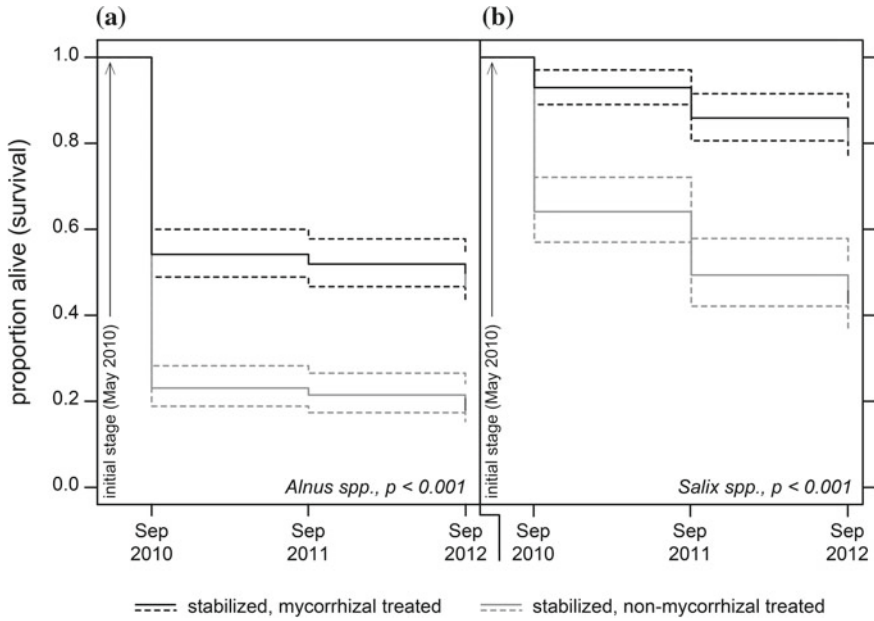 (a)
(b)
proportion alive (survival)
1.0
0.8
0.6
0.4
0.2
0.0
initial stage (May 2010)
initial stage (May 2010)
Alnus spp., p < 0.001
Salix spp., p < 0.001
Sep
2010
Sep
2011
Sep
2012
Sep
2010
Sep
2011
Sep
2012
stabilized, mycorrhizal treated
stabilized, non-mycorrhizal treated